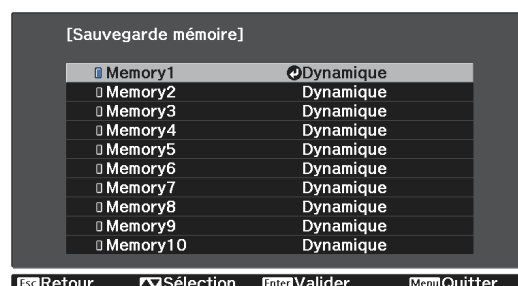 [Sauvegarde mémoire]
Memory1 Dynamique
Memory2 Dynamique
Memory3 Dynamique
Memory4 Dynamique
Memory5 Dynamique
Memory6 Dynamique
Memory7 Dynamique
Memory8 Dynamique
Memory9 Dynamique
Memory10 Dynamique
Esc Retour Sélection Enter Valider Menu Quitter